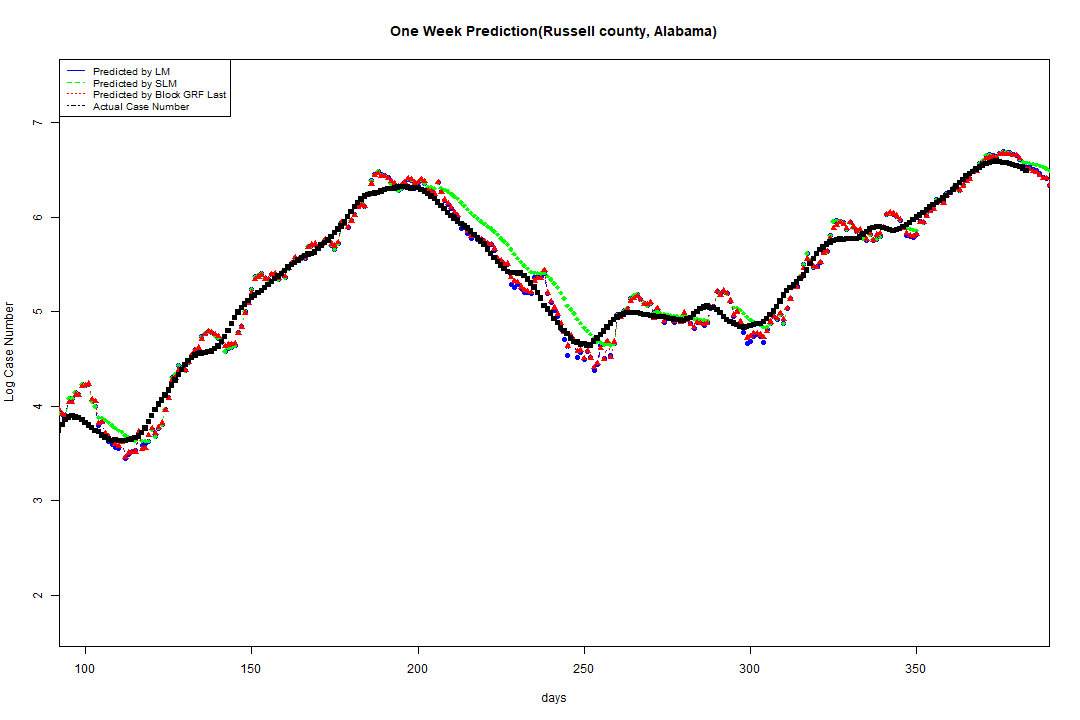 One Week Prediction(Russell county, Alabama)
Predicted by LM
Predicted by SLM
Predicted by Block GRF Last
Actual Case Number
7
6
5
4
3
2
Log Case Number
100 150 200 250 300 350
days